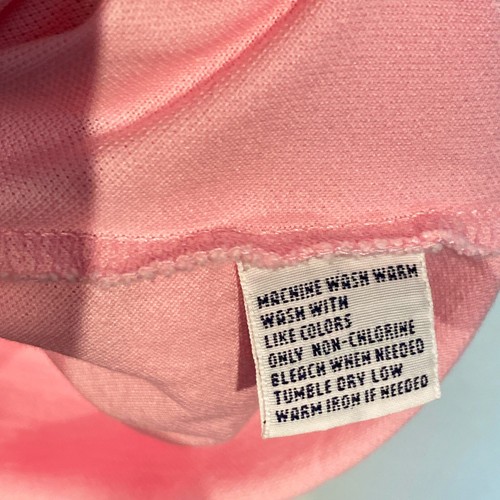 MACHINE WASH WARM
WASH WITH
LIKE COLORS
ONLY NON-CHLORINE
BLEACH WHEN NEEDED
TUMBLE DRY LOW
WARM IRON IF NEEDED